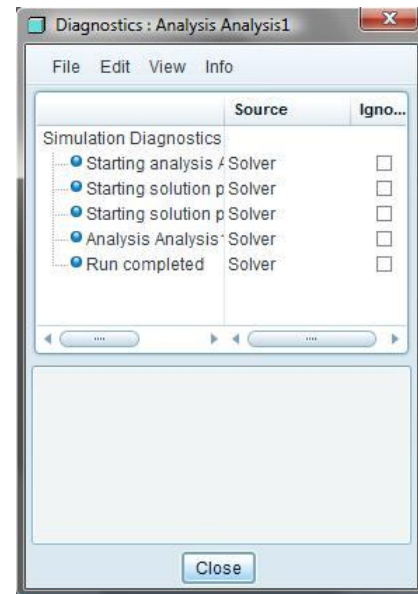 Diagnostics : Analysis Analysis1
File Edit View Info
Source Igno...
Simulation Diagnostics
Starting analysis Solver
Starting solution p Solver
Starting solution p Solver
Analysis Analysis Solver
Run completed Solver
Close